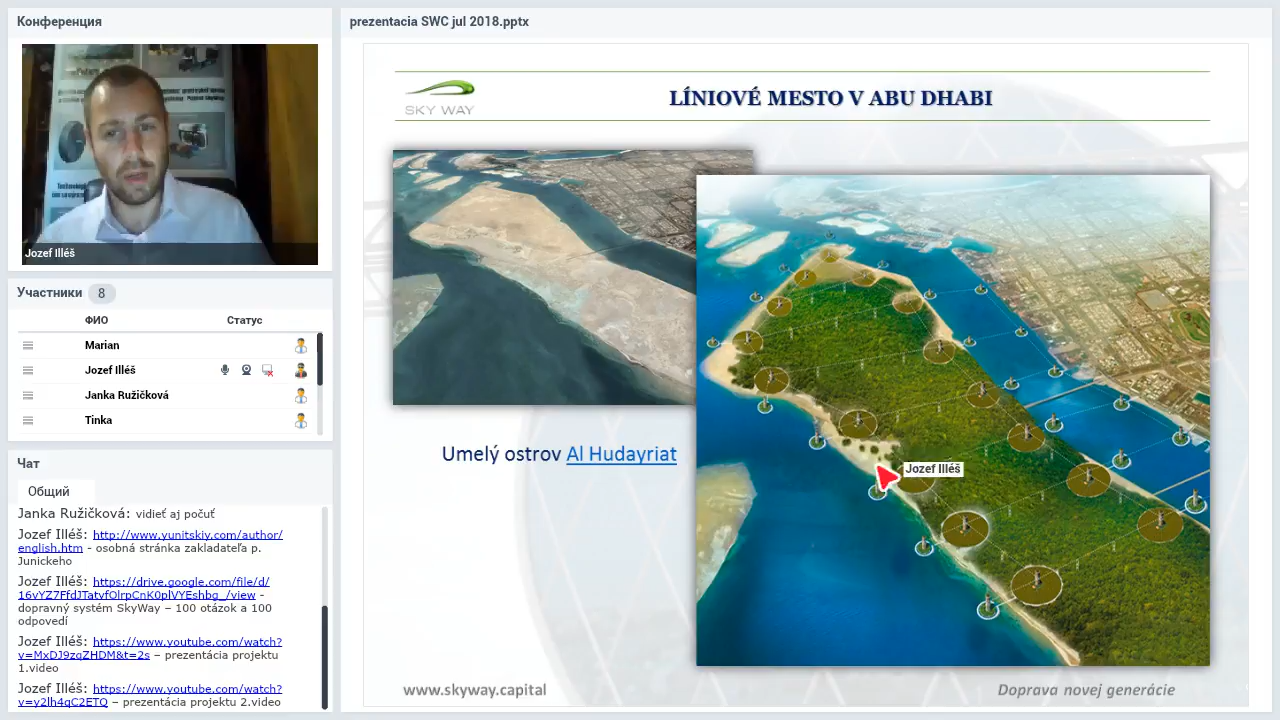 Конференция
Jozef Illéš
Участники 8
ФИО Статус
Marian
Jozef Illéš
Janka Ružičková
Tinka
Чат
Общий
Janka Ružičková: vidieť aj počuť
Jozef Illéš: http://www.yunitskiy.com/author/
english.htm - osobná stránka zakladateľa p.
Junickeho
Jozef Illéš: https://drive.google.com/file/d/
16vYZ7FfdJTatvfOlrpCnK0plVYEshbg_/view -
dopravný systém SkyWay – 100 otázok a 100
odpovedí
Jozef Illéš: https://www.youtube.com/watch?
v=MxDJ9zqZHDM&t=2s – prezentácia projektu
1.video
Jozef Illéš: https://www.youtube.com/watch?
v=y2lh4qC2ETQ – prezentácia projektu 2.video
prezentacia SWC jul 2018.pptx
SKY WAY
LÍNIOVÉ MESTO V ABU DHABI
Umelý ostrov Al Hudayriat
Jozef Illéš
www.skyway.capital
Doprava novej generácie